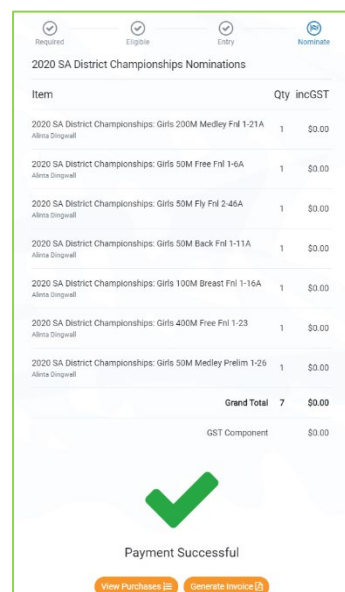 Required Eligible Entry Nominate
2020 SA District Championships Nominations
Item Qty incGST
2020 SA District Championships: Girls 200M Medley Fnl 1-21A 1 $0.00
Alinta Dingwall
2020 SA District Championships: Girls 50M Free Fnl 1-6A 1 $0.00
Alinta Dingwall
2020 SA District Championships: Girls 50M Fly Fnl 2-46A 1 $0.00
Alinta Dingwall
2020 SA District Championships: Girls 50M Back Fnl 1-11A 1 $0.00
Alinta Dingwall
2020 SA District Championships: Girls 100M Breast Fnl 1-16A 1 $0.00
Alinta Dingwall
2020 SA District Championships: Girls 400M Free Fnl 1-23 1 $0.00
Alinta Dingwall
2020 SA District Championships: Girls 50M Medley Prelim 1-26 1 $0.00
Alinta Dingwall
Grand Total 7 $0.00
GST Component $0.00
Payment Successful
View Purchases Generate Invoice